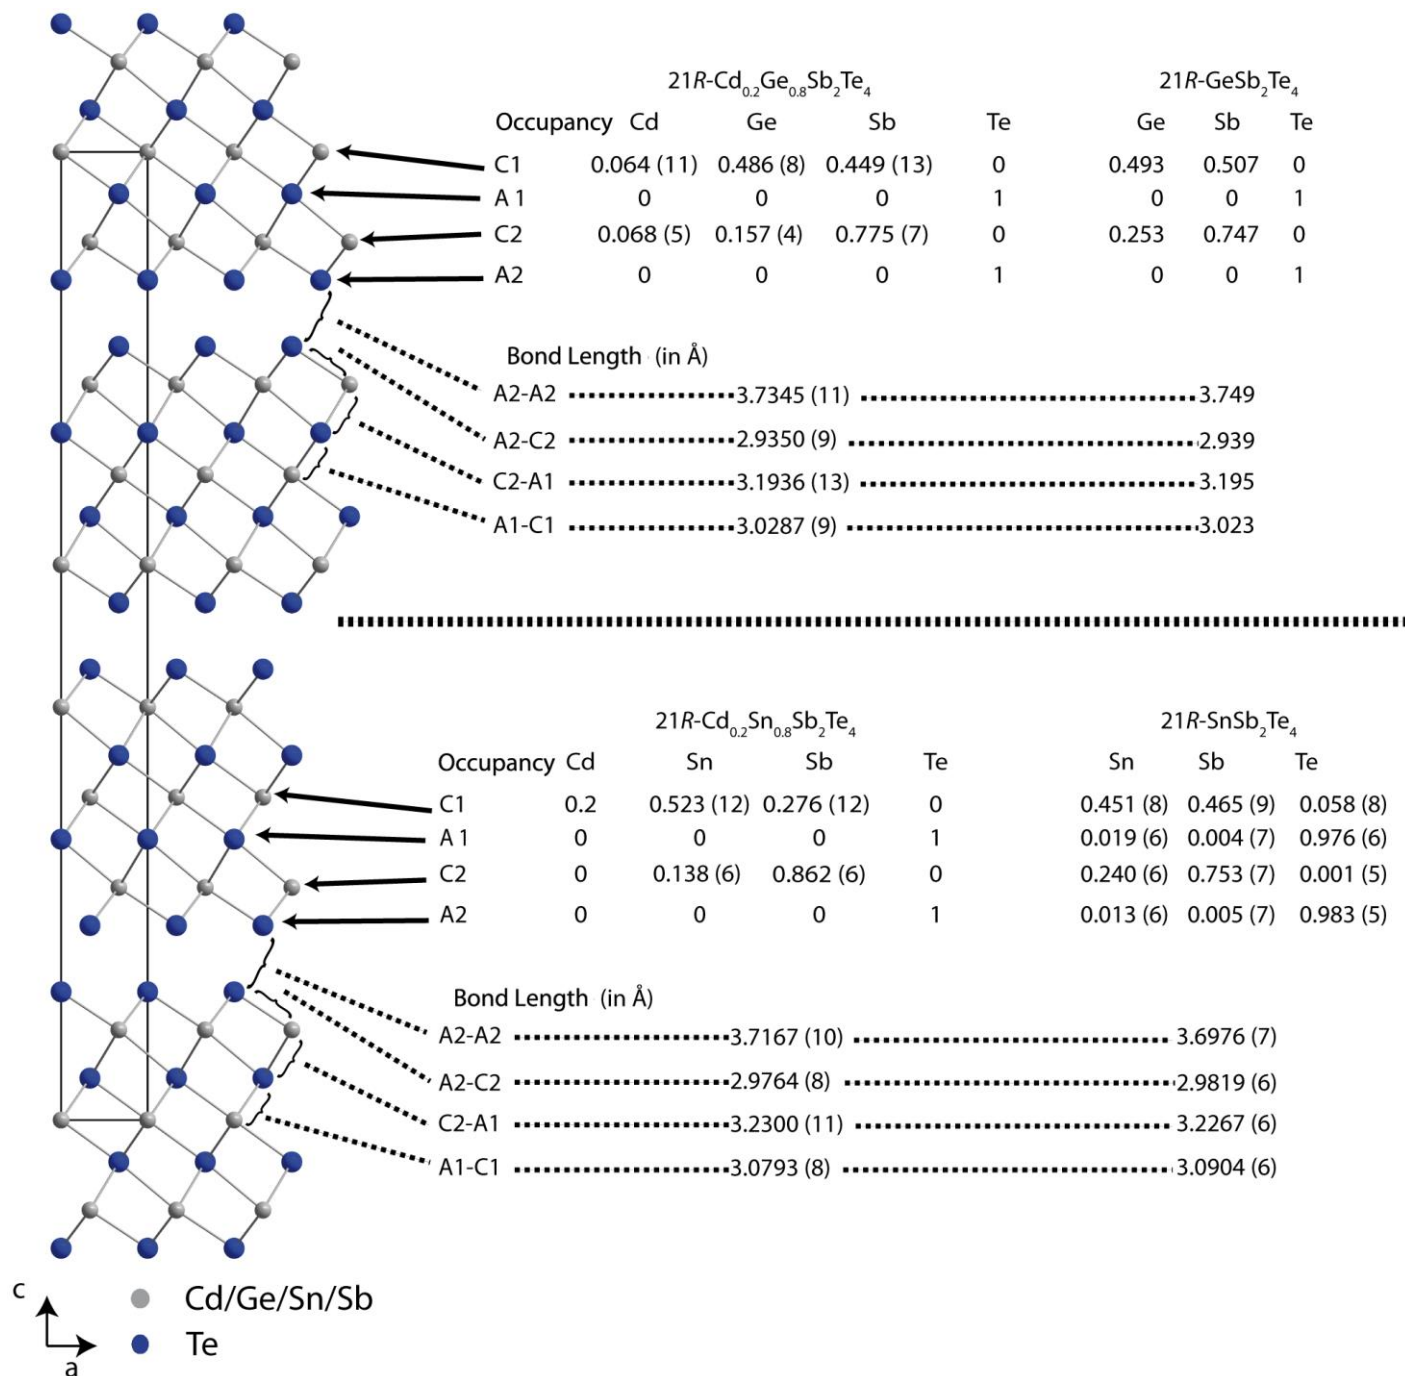 21R-Cd0.2Ge0.8Sb2Te4 21R-GeSb2Te4
Occupancy Cd Ge Sb Te Ge Sb Te
C1 0.064 (11) 0.486 (8) 0.449 (13) 0 0.493 0.507 0
A1 0 0 0 1 0 0 1
C2 0.068 (5) 0.157 (4) 0.775 (7) 0 0.253 0.747 0
A2 0 0 0 1 0 0 1
Bond Length (in Å)
A2-A2 3.7345 (11) 3.749
A2-C2 2.9350 (9) 2.939
C2-A1 3.1936 (13) 3.195
A1-C1 3.0287 (9) 3.023
21R-Cd0.2Sn0.8Sb2Te4 21R-SnSb2Te4
Occupancy Cd Sn Sb Te Sn Sb Te
C1 0.2 0.523 (12) 0.276 (12) 0 0.451 (8) 0.465 (9) 0.058 (8)
A1 0 0 0 1 0.019 (6) 0.004 (7) 0.976 (6)
C2 0 0.138 (6) 0.862 (6) 0 0.240 (6) 0.753 (7) 0.001 (5)
A2 0 0 0 1 0.013 (6) 0.005 (7) 0.983 (5)
Bond Length (in Å)
A2-A2 3.7167 (10) 3.6976 (7)
A2-C2 2.9764 (8) 2.9819 (6)
C2-A1 3.2300 (11) 3.2267 (6)
A1-C1 3.0793 (8) 3.0904 (6)
c
Cd/Ge/Sn/Sb
Te
a